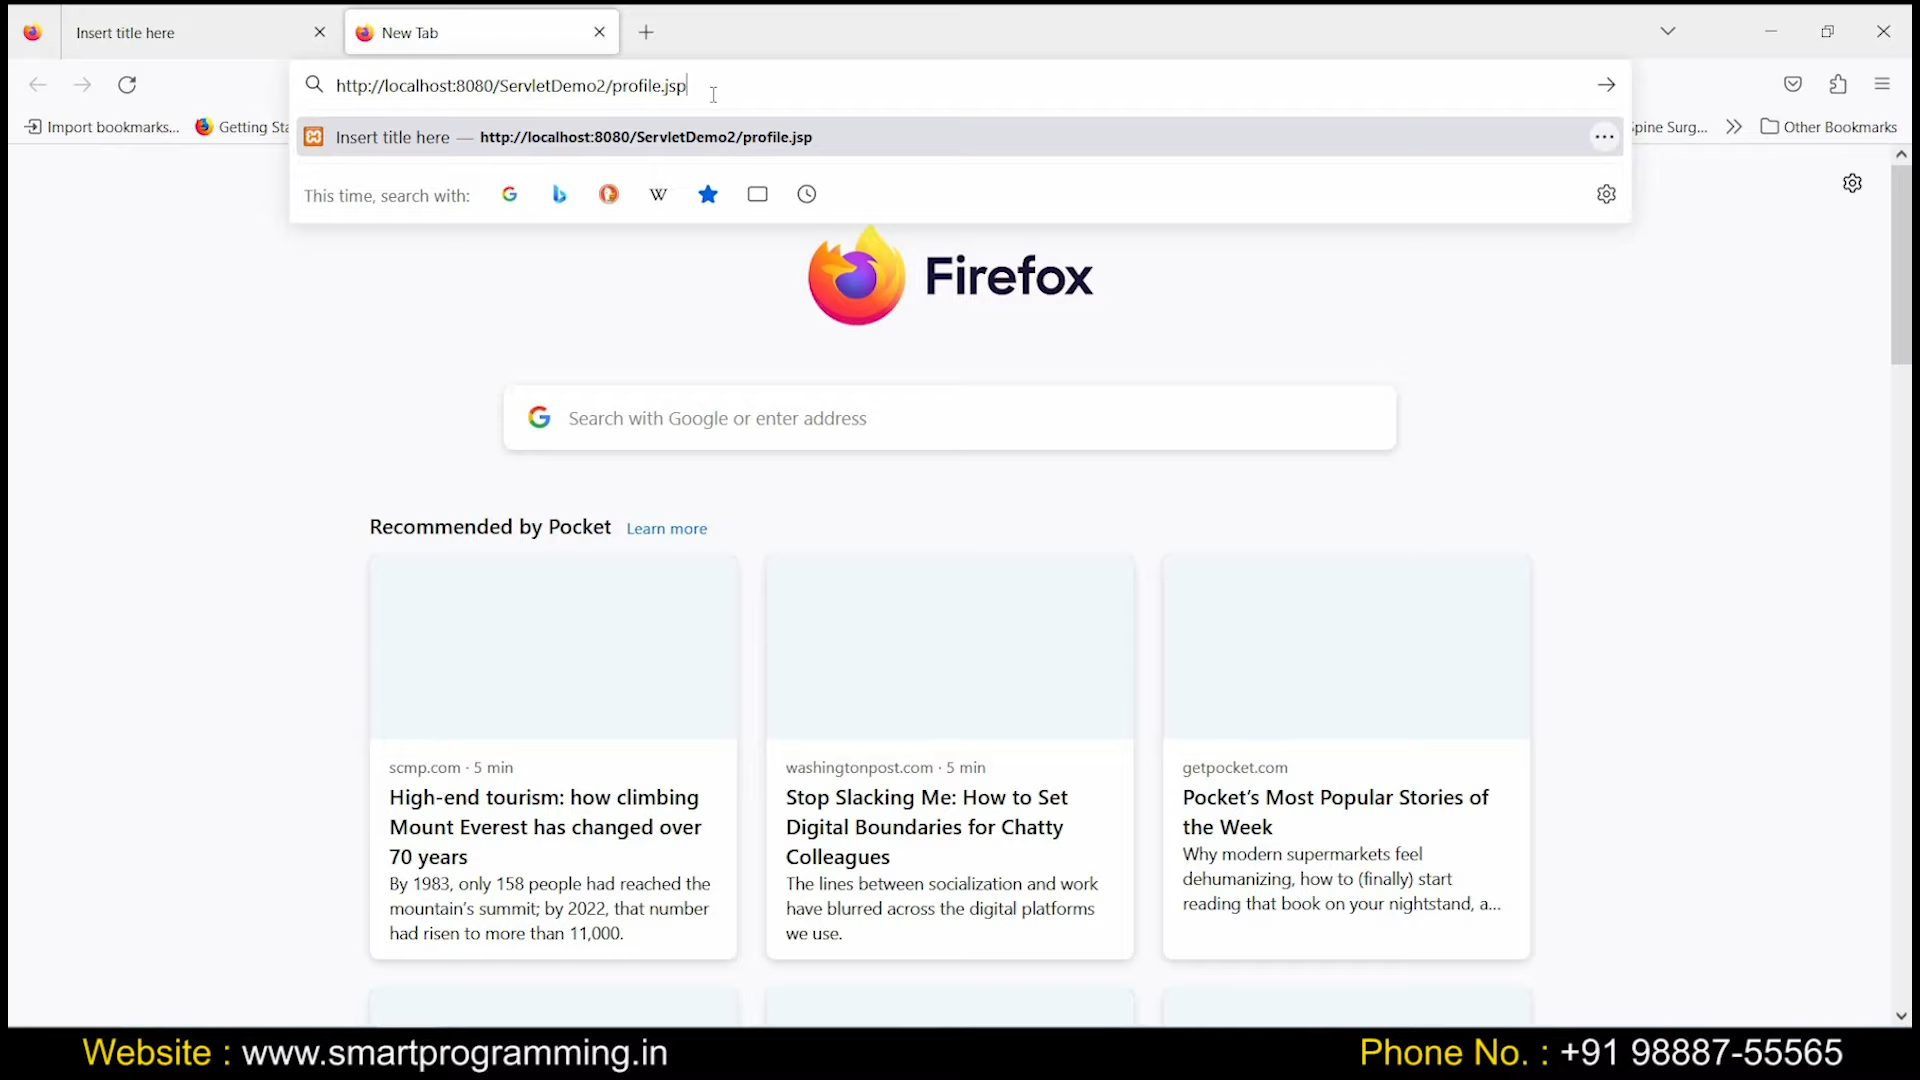 Insert title here
New Tab
http://localhost:8080/ServletDemo2/profile.jsp
Import bookmarks...
Getting Sta
Insert title here — http://localhost:8080/ServletDemo2/profile.jsp
Spine Surg...
Other Bookmarks
This time, search with:
Firefox
Search with Google or enter address
Recommended by Pocket Learn more
scmp.com · 5 min
High-end tourism: how climbing
Mount Everest has changed over
70 years
By 1983, only 158 people had reached the
mountain's summit; by 2022, that number
had risen to more than 11,000.
washingtonpost.com · 5 min
Stop Slacking Me: How to Set
Digital Boundaries for Chatty
Colleagues
The lines between socialization and work
have blurred across the digital platforms
we use.
getpocket.com
Pocket’s Most Popular Stories of
the Week
Why modern supermarkets feel
dehumanizing, how to (finally) start
reading that book on your nightstand, a...
Website : www.smartprogramming.in
Phone No. : +91 98887-55565